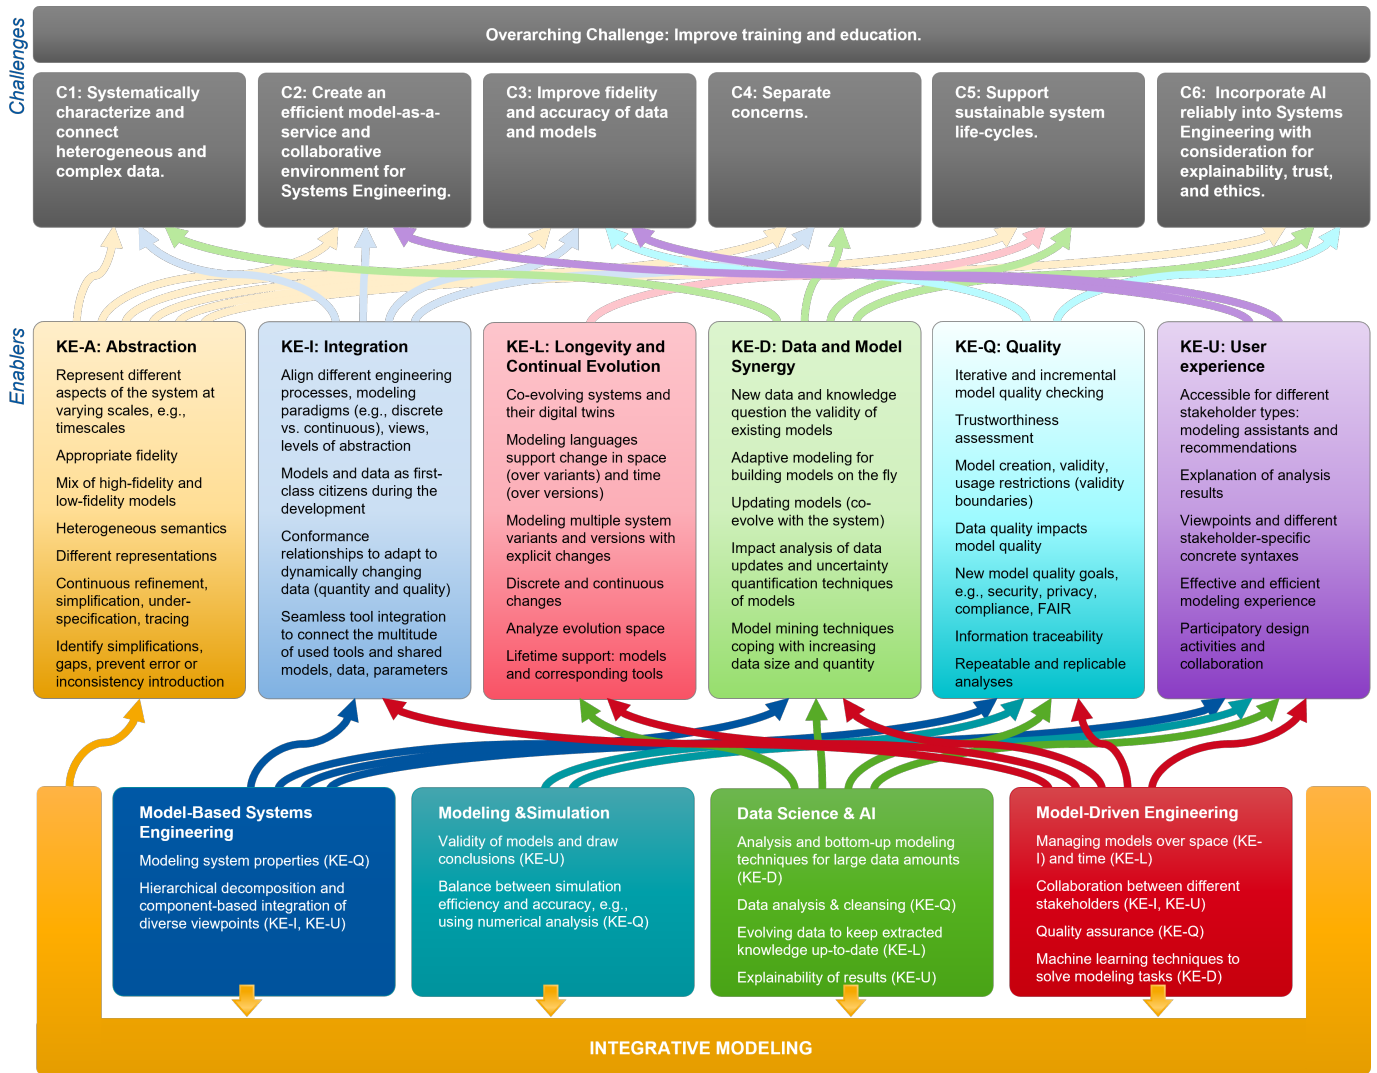 Challenges
Overarching Challenge: Improve training and education.
C1: Systematically
characterize and
connect
heterogeneous and
complex data.
C2: Create an
efficient model-as-a-
service and
collaborative
environment for
Systems Engineering.
C3: Improve fidelity
and accuracy of data
and models
C4: Separate
concerns.
C5: Support
sustainable system
life-cycles.
C6: Incorporate AI
reliably into Systems
Engineering with
consideration for
explainability, trust,
and ethics.
Enablers
KE-A: Abstraction
Represent different
aspects of the system at
varying scales, e.g.,
timescales
Appropriate fidelity
Mix of high-fidelity and
low-fidelity models
Heterogeneous semantics
Different representations
Continuous refinement,
simplification, under-
specification, tracing
Identify simplifications,
gaps, prevent error or
inconsistency introduction
KE-I: Integration
Align different engineering
processes, modeling
paradigms (e.g., discrete
vs. continuous), views,
levels of abstraction
Models and data as first-
class citizens during the
development
Conformance
relationships to adapt to
dynamically changing
data (quantity and quality)
Seamless tool integration
to connect the multitude
of used tools and shared
models, data, parameters
KE-L: Longevity and
Continual Evolution
Co-evolving systems and
their digital twins
Modeling languages
support change in space
(over variants) and time
(over versions)
Modeling multiple system
variants and versions with
explicit changes
Discrete and continuous
changes
Analyze evolution space
Lifetime support: models
and corresponding tools
KE-D: Data and Model
Synergy
New data and knowledge
question the validity of
existing models
Adaptive modeling for
building models on the fly
Updating models (co-
evolve with the system)
Impact analysis of data
updates and uncertainty
quantification techniques
of models
Model mining techniques
coping with increasing
data size and quantity
KE-Q: Quality
Iterative and incremental
model quality checking
Trustworthiness
assessment
Model creation, validity,
usage restrictions (validity
boundaries)
Data quality impacts
model quality
New model quality goals,
e.g., security, privacy,
compliance, FAIR
Information traceability
Repeatable and replicable
analyses
KE-U: User
experience
Accessible for different
stakeholder types:
modeling assistants and
recommendations
Explanation of analysis
results
Viewpoints and different
stakeholder-specific
concrete syntaxes
Effective and efficient
modeling experience
Participatory design
activities and
collaboration
Model-Based Systems
Engineering
Modeling system properties (KE-Q)
Hierarchical decomposition and
component-based integration of
diverse viewpoints (KE-I, KE-U)
Modeling &Simulation
Validity of models and draw
conclusions (KE-U)
Balance between simulation
efficiency and accuracy, e.g.,
using numerical analysis (KE-Q)
Data Science & AI
Analysis and bottom-up modeling
techniques for large data amounts
(KE-D)
Data analysis & cleansing (KE-Q)
Evolving data to keep extracted
knowledge up-to-date (KE-L)
Explainability of results (KE-U)
Model-Driven Engineering
Managing models over space (KE-
I) and time (KE-L)
Collaboration between different
stakeholders (KE-I, KE-U)
Quality assurance (KE-Q)
Machine learning techniques to
solve modeling tasks (KE-D)
INTEGRATIVE MODELING